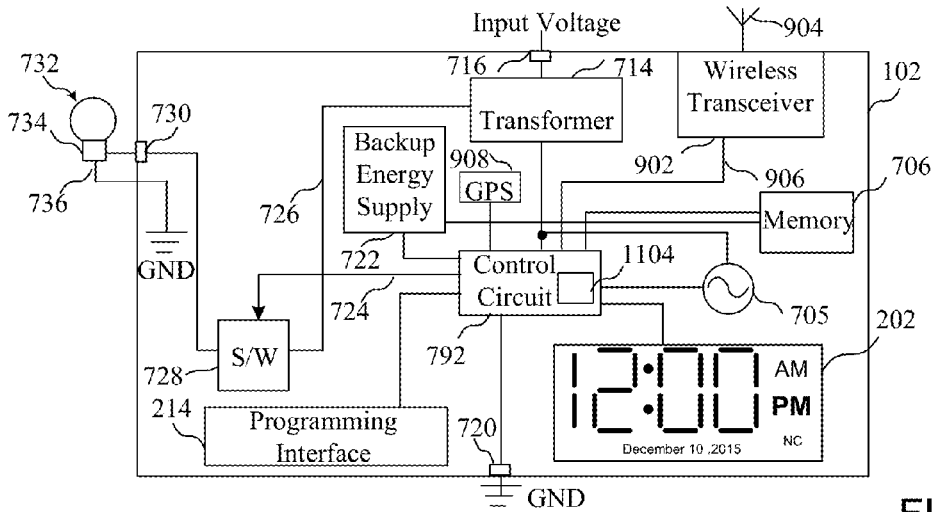 Input Voltage
904
732
716
714
Wireless
Transceiver
102
734
730
Transformer
Backup
Energy
Supply
908
GPS
902
906
706
736
726
Memory
722
Control
Circuit
1104
GND
724
705
792
202
S/W
728
12:00
AM
PM
NC
December 10 ,2015
214
Programming
Interface
720
GND